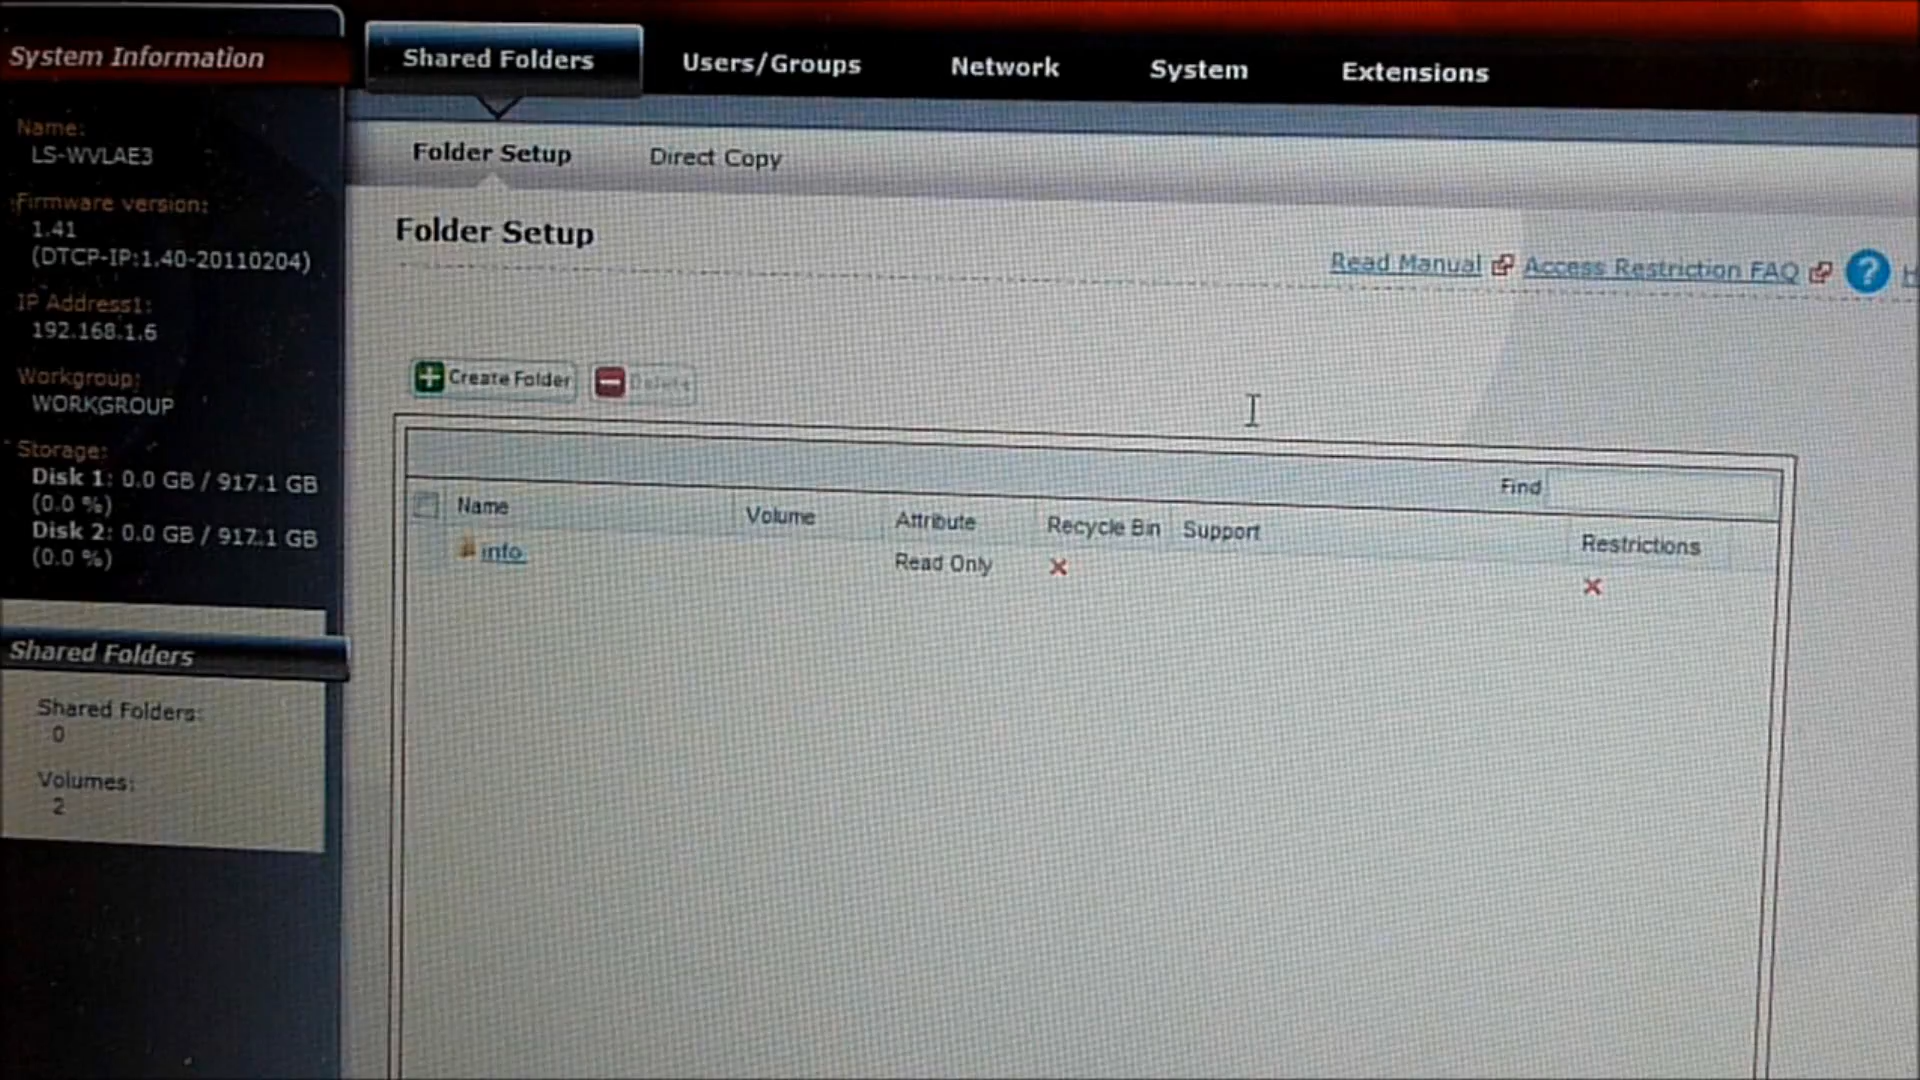 System Information
Shared Folders
Users/Groups
Network
System
Extensions
Name:
LS-WVLAE3
Firmware version:
1.41
(DTCP-IP:1.40-20110204)
IP Address1:
192.168.1.6
Workgroup:
WORKGROUP
Storage:
Disk 1: 0.0 GB / 917.1 GB
(0.0 %)
Disk 2: 0.0 GB / 917.1 GB
(0.0 %)
Shared Folders
Shared Folders:
0
Volumes:
2
Folder Setup
Direct Copy
Folder Setup
Read Manual
Access Restriction FAQ
?
H
Create Folder
Delete
Find
Name
Volume
Attribute
Recycle Bin
Support
Restrictions
info
Read Only